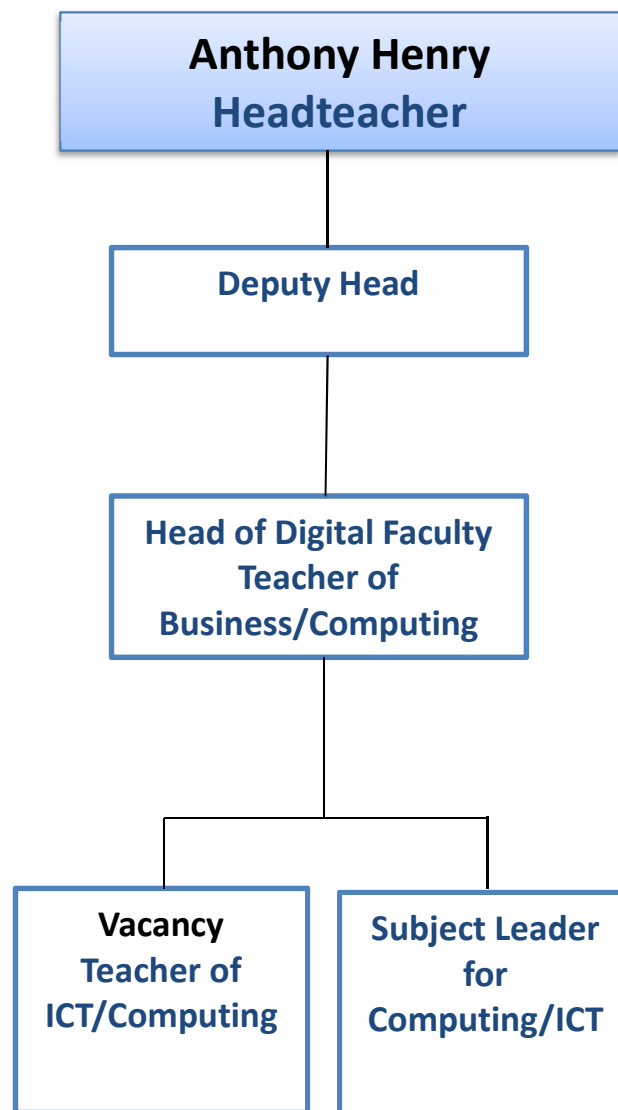 Anthony Henry
Headteacher
Deputy Head
Head of Digital Faculty
Teacher of
Business/Computing
Vacancy
Teacher of
ICT/Computing
Subject Leader
for
Computing/ICT